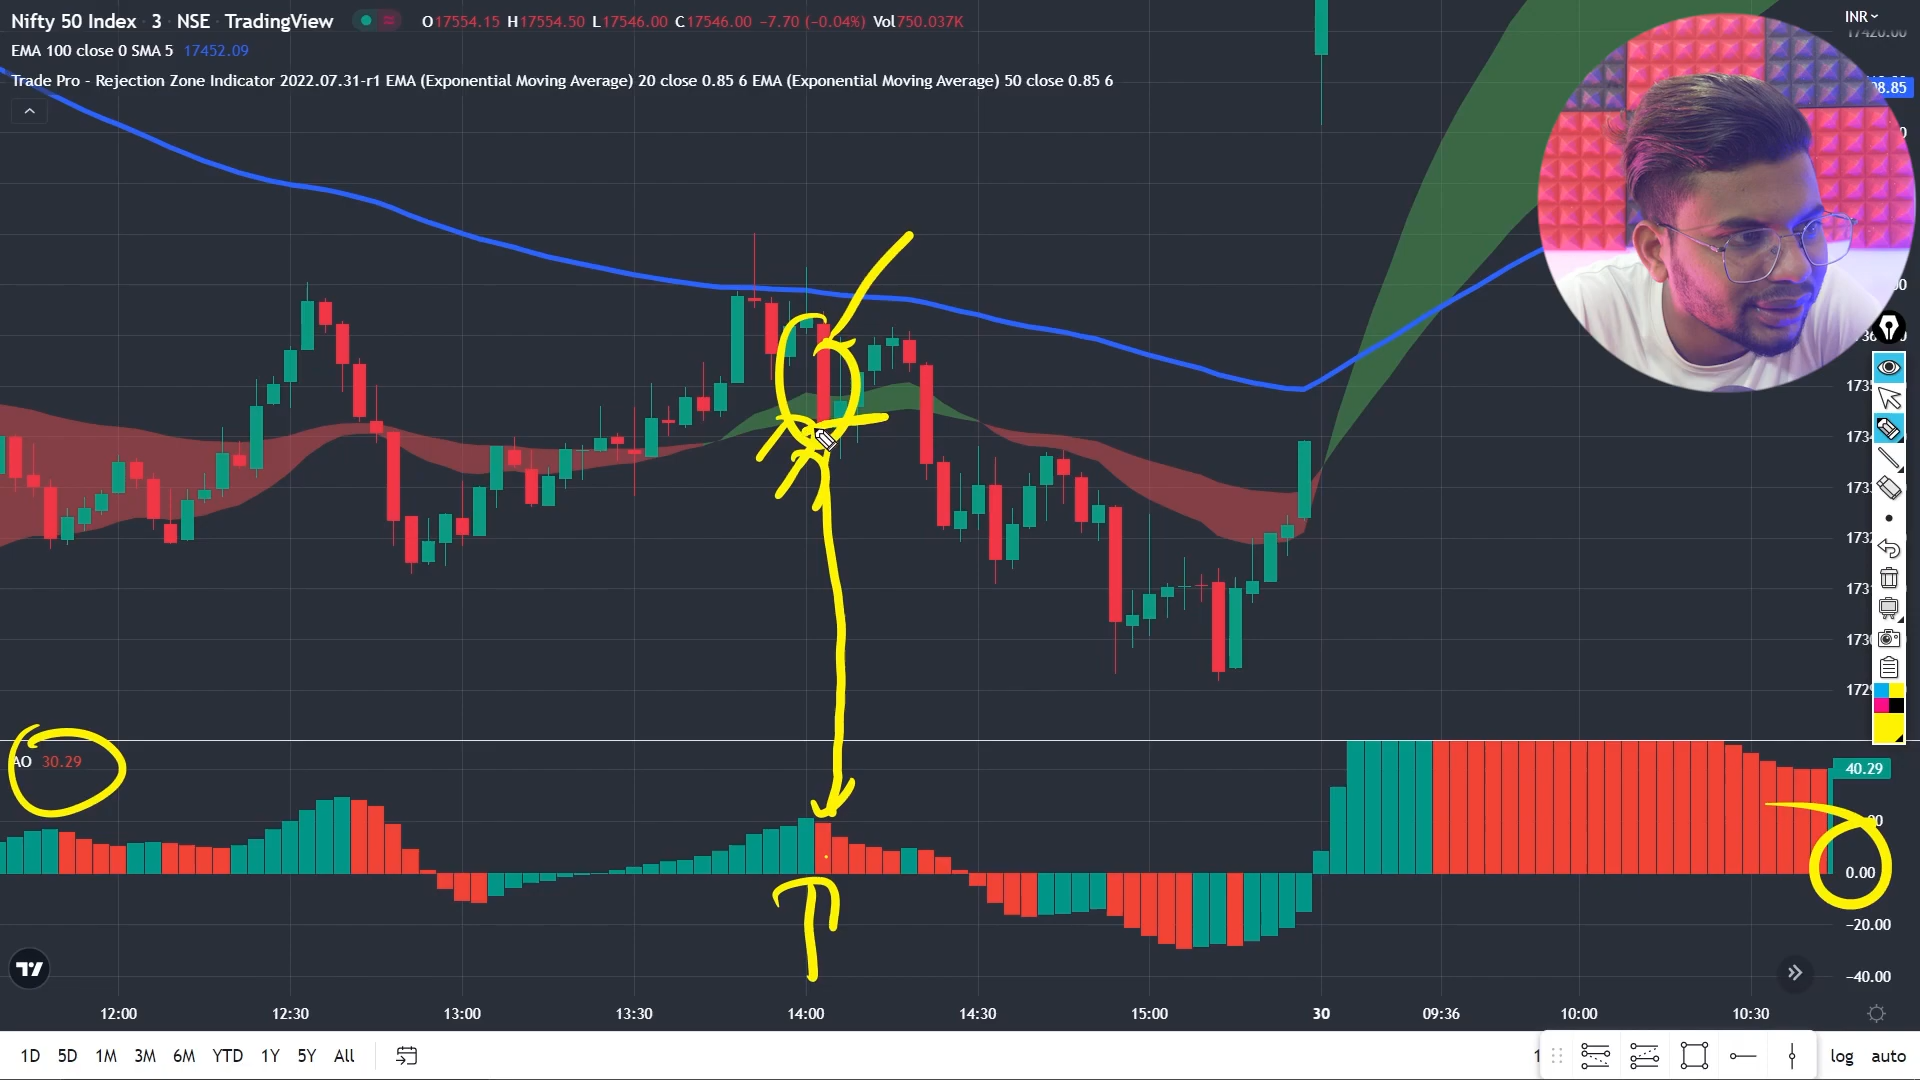 Nifty 50 Index · 3 · NSE · TradingView O17554.15 H17554.50 L17546.00 C17546.00 −7.70 (−0.04%) Vol750.037K
INR
17420.00
EMA 100 close 0 SMA 5 17452.09
Trade Pro - Rejection Zone Indicator 2022.07.31-r1 EMA (Exponential Moving Average) 20 close 0.85 6 EMA (Exponential Moving Average) 50 close 0.85 6
AO 30.29
40.29
0.00
−20.00
−40.00
12:00 12:30 13:00 13:30 14:00 14:30 15:00 30 09:36 10:00 10:30
1D 5D 1M 3M 6M YTD 1Y 5Y All log auto